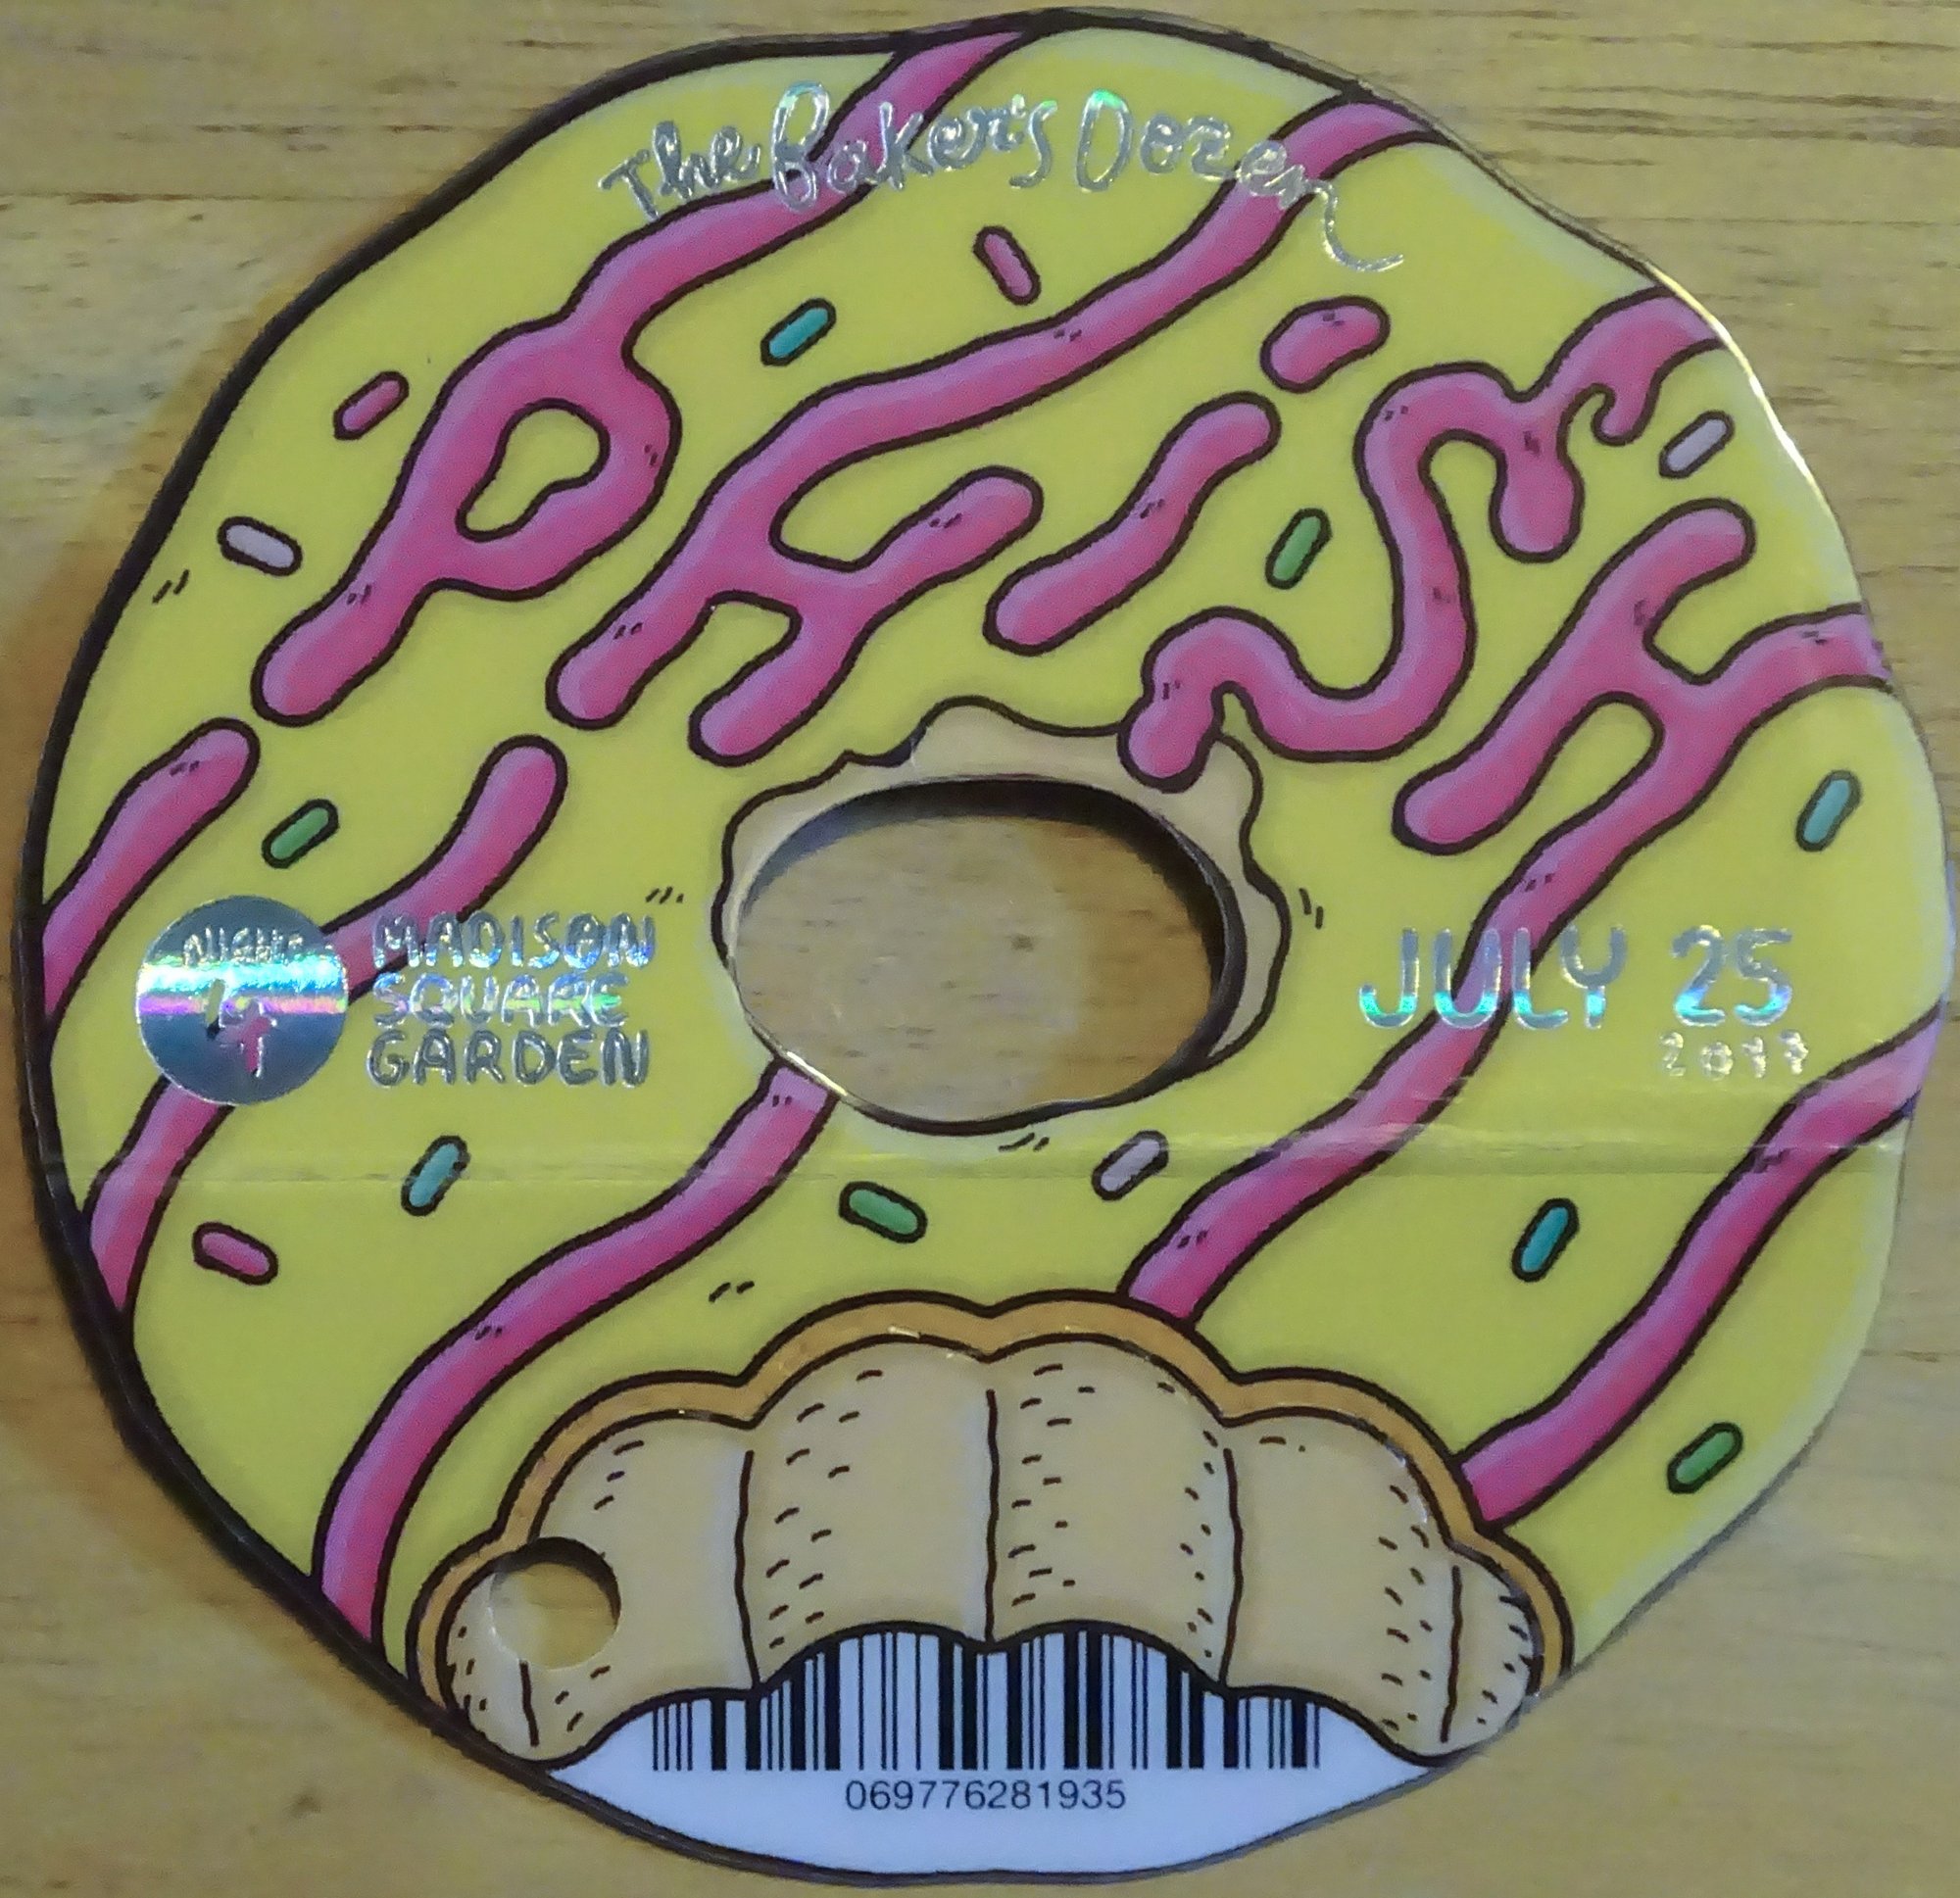 The Baker's Dozen
PHiSH
NIGHT
4
MADISON
SQUARE
GARDEN
JULY 25
2017
069776281935